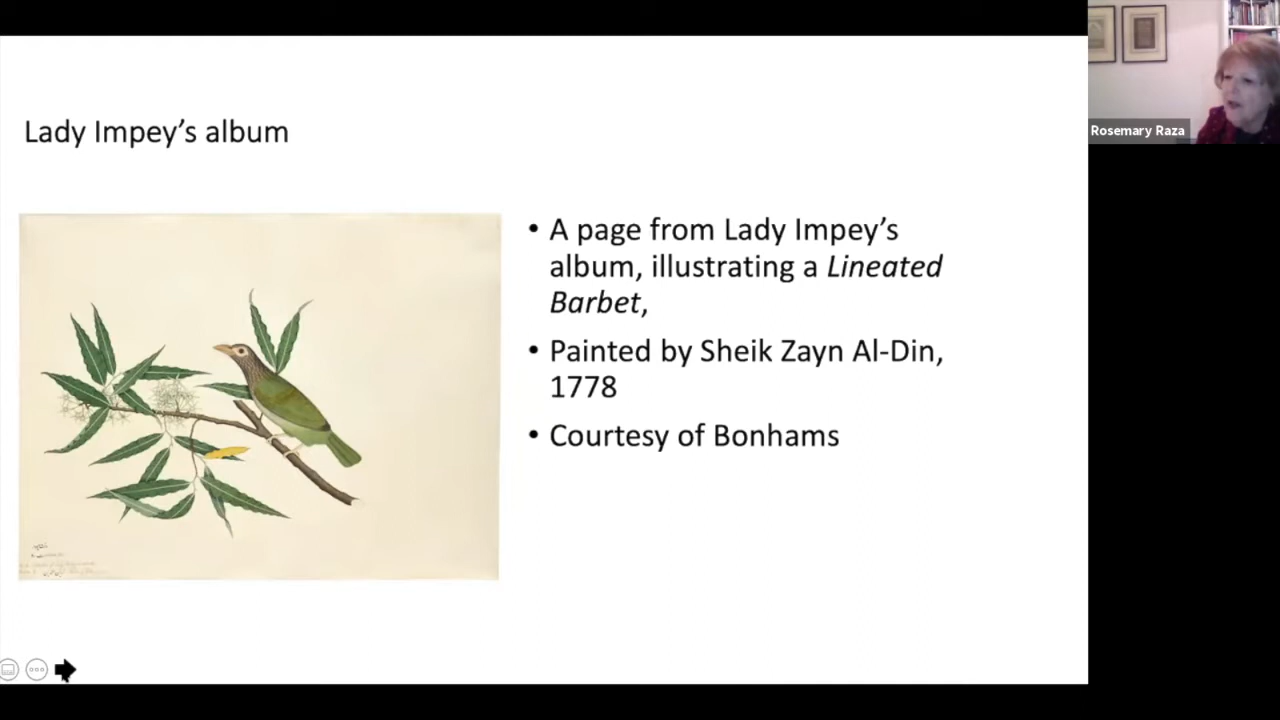 Lady Impey’s album
• A page from Lady Impey’s
album, illustrating a Lineated
Barbet,
• Painted by Sheik Zayn Al-Din,
1778
• Courtesy of Bonhams
Rosemary Raza